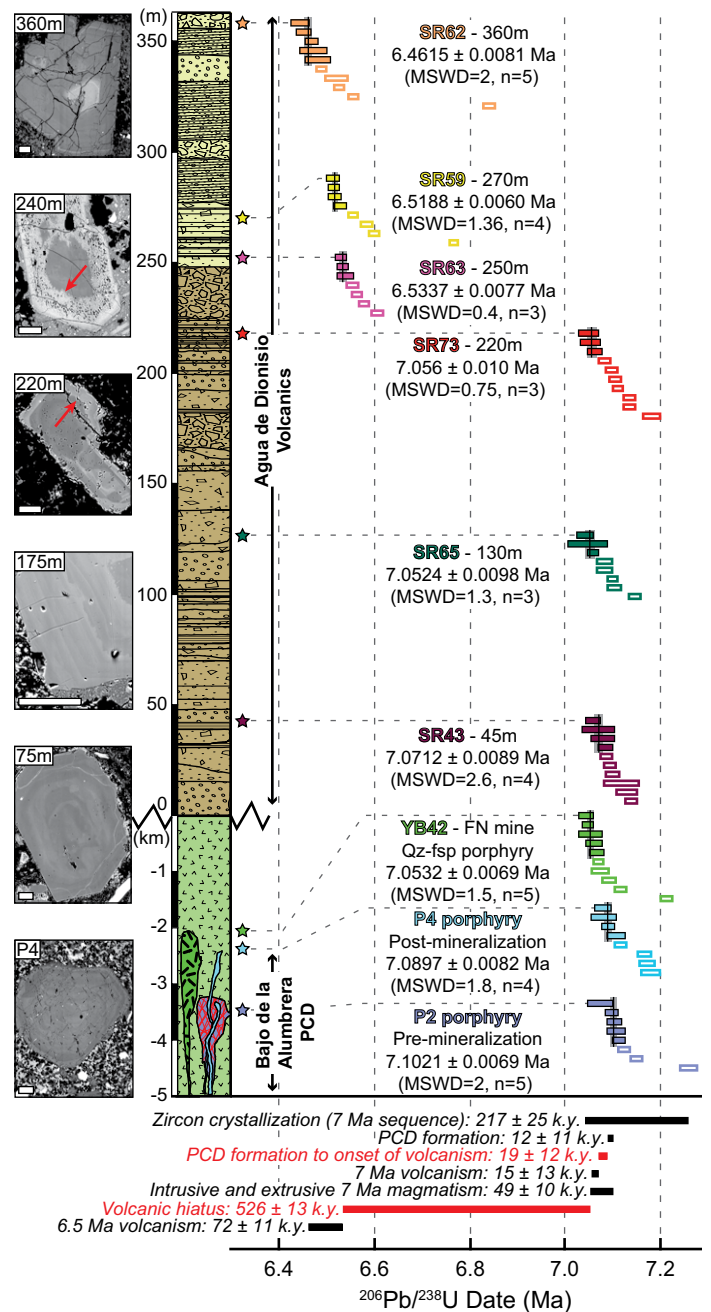 360m
240m
220m
175m
75m
P4
(m)
350
300
250
200
150
100
50
0
(km)
-1
-2
-3
-4
-5
Agua de Dionisio
Volcanics
Bajo de la
Alumbrera
PCD
SR62 - 360m
6.4615 ± 0.0081 Ma
(MSWD=2, n=5)
SR59 - 270m
6.5188 ± 0.0060 Ma
(MSWD=1.36, n=4)
SR63 - 250m
6.5337 ± 0.0077 Ma
(MSWD=0.4, n=3)
SR73 - 220m
7.056 ± 0.010 Ma
(MSWD=0.75, n=3)
SR65 - 130m
7.0524 ± 0.0098 Ma
(MSWD=1.3, n=3)
SR43 - 45m
7.0712 ± 0.0089 Ma
(MSWD=2.6, n=4)
YB42 - FN mine
Qz-fsp porphyry
7.0532 ± 0.0069 Ma
(MSWD=1.5, n=5)
P4 porphyry
Post-mineralization
7.0897 ± 0.0082 Ma
(MSWD=1.8, n=4)
P2 porphyry
Pre-mineralization
7.1021 ± 0.0069 Ma
(MSWD=2, n=5)
Zircon crystallization (7 Ma sequence): 217 ± 25 k.y.
PCD formation: 12 ± 11 k.y.
PCD formation to onset of volcanism: 19 ± 12 k.y.
7 Ma volcanism: 15 ± 13 k.y.
Intrusive and extrusive 7 Ma magmatism: 49 ± 10 k.y.
Volcanic hiatus: 526 ± 13 k.y.
6.5 Ma volcanism: 72 ± 11 k.y.
6.4 6.6 6.8 7.0 7.2
²⁰⁶Pb/²³⁸U Date (Ma)